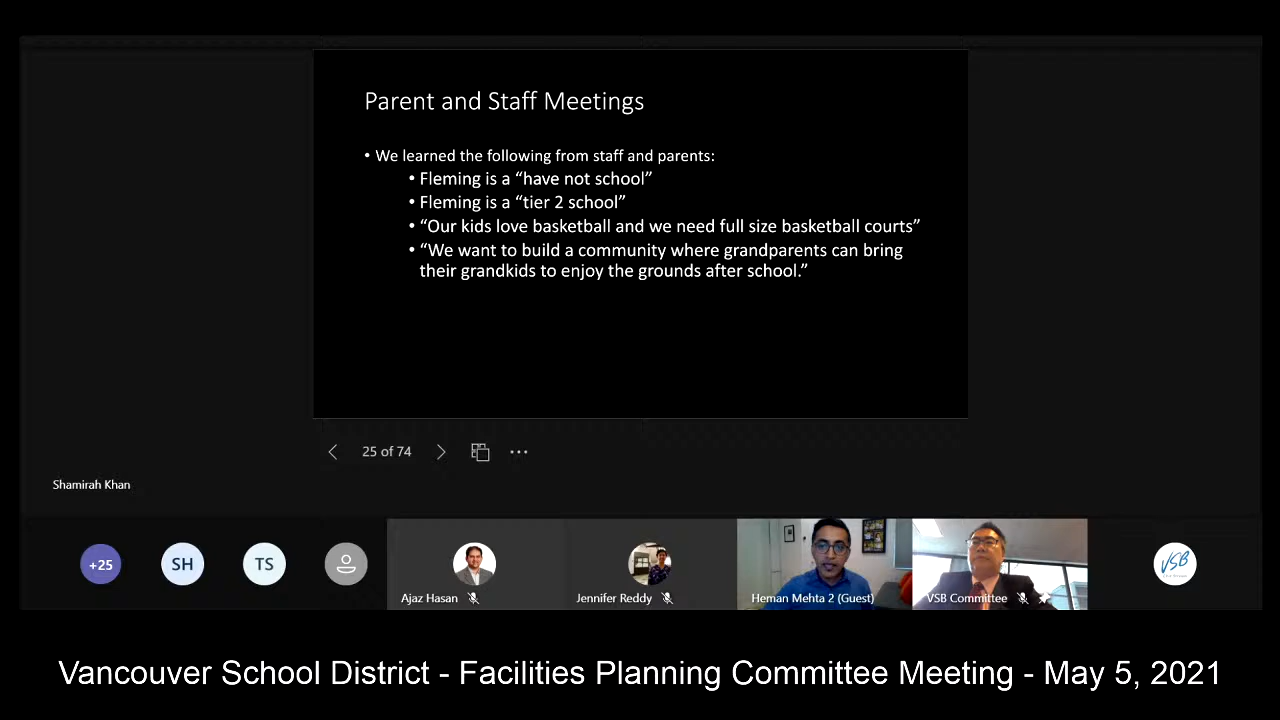 Parent and Staff Meetings
• We learned the following from staff and parents:
• Fleming is a “have not school”
• Fleming is a “tier 2 school”
• “Our kids love basketball and we need full size basketball courts”
• “We want to build a community where grandparents can bring
their grandkids to enjoy the grounds after school.”
25 of 74
Shamirah Khan
+25
SH
TS
Ajaz Hasan
Jennifer Reddy
Heman Mehta 2 (Guest)
VSB Committee
VSB
Vancouver School District - Facilities Planning Committee Meeting - May 5, 2021